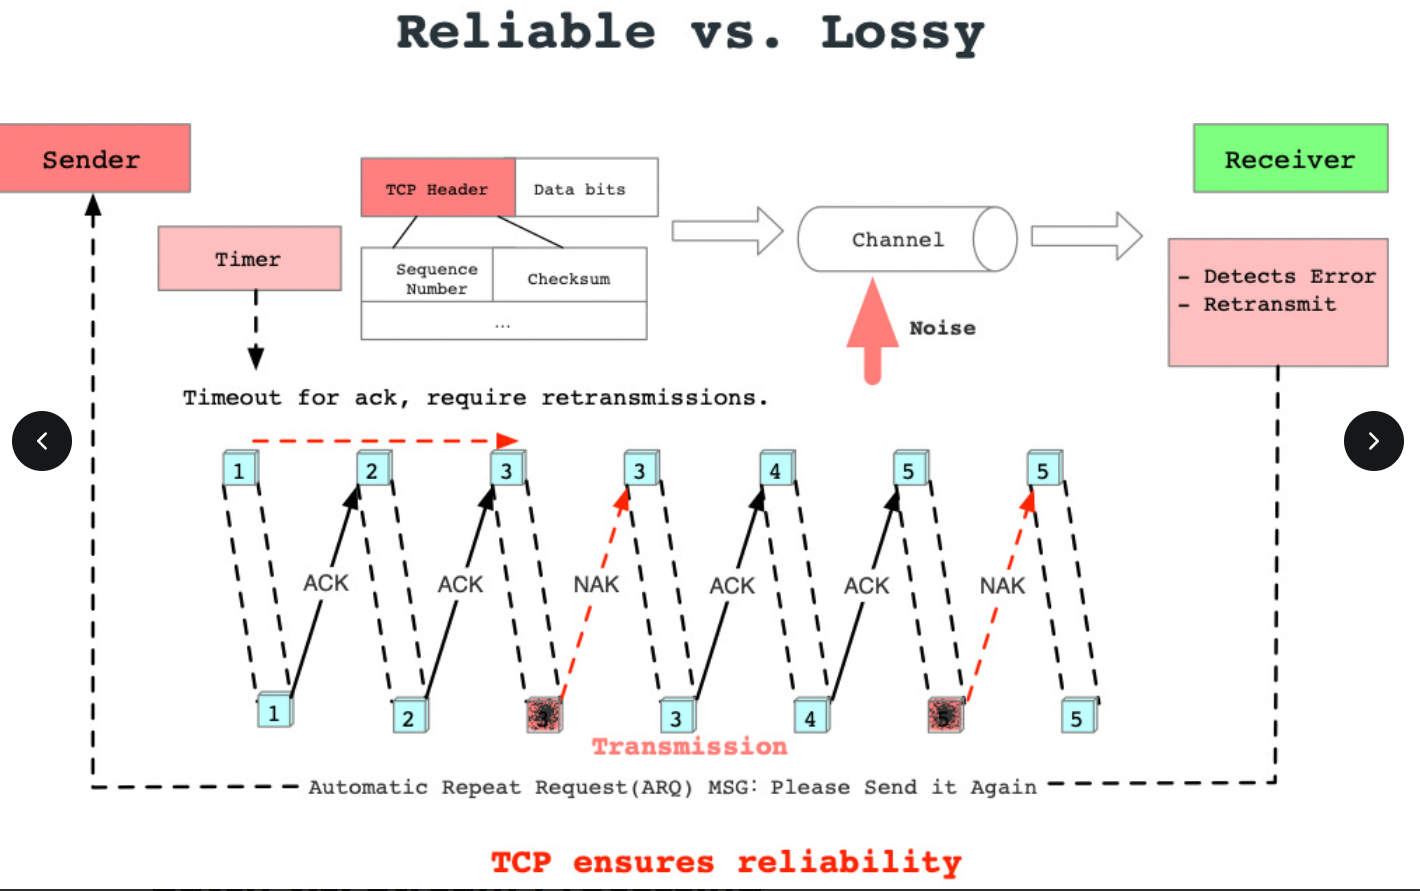 Reliable vs. Lossy
Sender
Receiver
TCP Header
Data bits
Timer
Sequence
Number
Checksum
...
Channel
- Detects Error
- Retransmit
Noise
Timeout for ack, require retransmissions.
1
2
3
3
4
5
5
ACK
ACK
NAK
ACK
ACK
NAK
1
2
3
3
4
5
5
Transmission
Automatic Repeat Request(ARQ) MSG: Please Send it Again
TCP ensures reliability